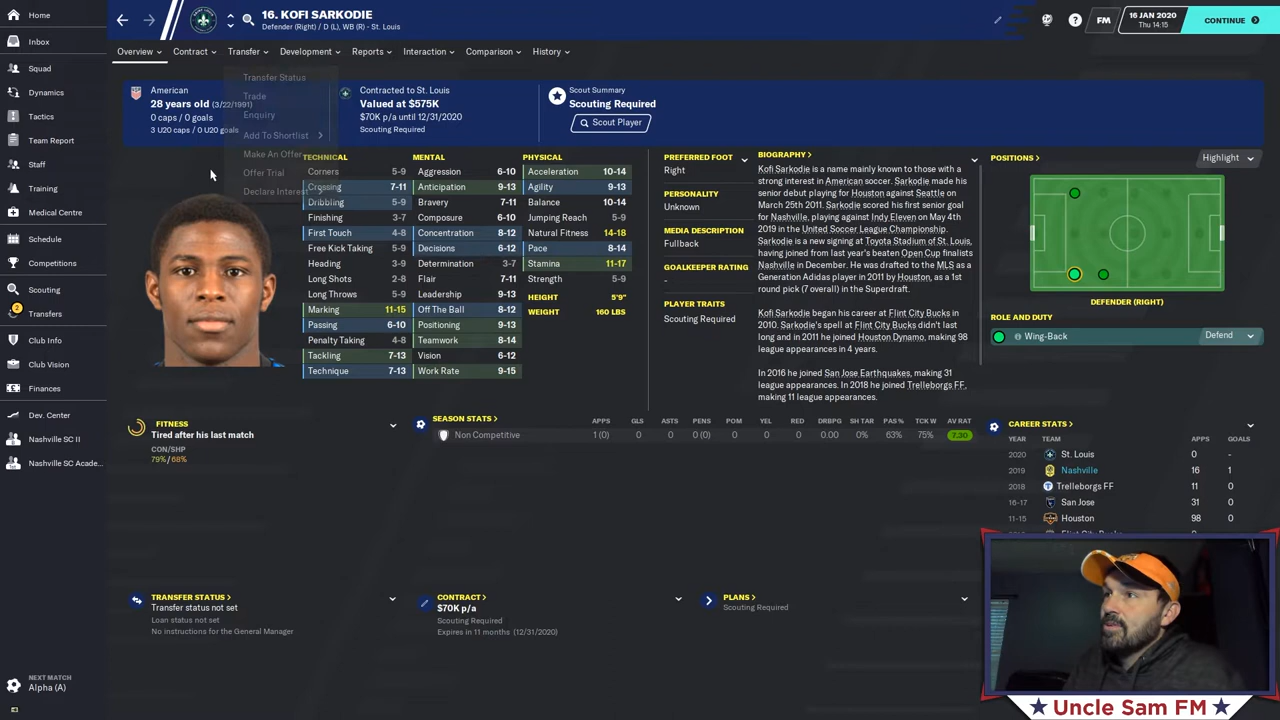 Home
Inbox
Squad
Dynamics
Tactics
Team Report
Staff
Training
Medical Centre
Schedule
Competitions
Scouting
2
Transfers
Club Info
Club Vision
Finances
Dev. Center
Nashville SC II
Nashville SC Acade...
NEXT MATCH
Alpha (A)
16. KOFI SARKODIE
Defender (Right) / D (L), WB (R) - St. Louis
FM
16 JAN 2020
Thu 14:15
CONTINUE
Overview
Contract
Transfer
Development
Reports
Interaction
Comparison
History
Transfer Status
Trade
Enquiry
Add To Shortlist
Make An Offer
Offer Trial
Declare Interest
American
28 years old (3/22/1991)
0 caps / 0 goals
3 U20 caps / 0 U20 goals
Contracted to St. Louis
Valued at $575K
$70K p/a until 12/31/2020
Scouting Required
Scout Summary
Scouting Required
Scout Player
TECHNICAL
Corners 5-9
Crossing 7-11
Dribbling 5-9
Finishing 3-7
First Touch 4-8
Free Kick Taking 5-9
Heading 3-9
Long Shots 2-8
Long Throws 5-9
Marking 11-15
Passing 6-10
Penalty Taking 4-8
Tackling 7-13
Technique 7-13
MENTAL
Aggression 6-10
Anticipation 9-13
Bravery 7-11
Composure 6-10
Concentration 8-12
Decisions 6-12
Determination 3-7
Flair 7-11
Leadership 9-13
Off The Ball 8-12
Positioning 9-13
Teamwork 8-14
Vision 6-12
Work Rate 9-15
PHYSICAL
Acceleration 10-14
Agility 9-13
Balance 10-14
Jumping Reach 5-9
Natural Fitness 14-18
Pace 8-14
Stamina 11-17
Strength 5-9
HEIGHT 5'9"
WEIGHT 160 LBS
PREFERRED FOOT
Right
PERSONALITY
Unknown
MEDIA DESCRIPTION
Fullback
GOALKEEPER RATING
-
PLAYER TRAITS
Scouting Required
BIOGRAPHY
Kofi Sarkodie is a name mainly known to those with a
strong interest in American soccer. Sarkodie made his
senior debut playing for Houston against Seattle on
March 25th 2011. Sarkodie scored his first senior goal
for Nashville, playing against Indy Eleven on May 4th
2019 in the United Soccer League Championship.
Sarkodie is a new signing at Toyota Stadium of St. Louis,
having joined from last year's beaten Open Cup finalists
Nashville in December. He was drafted to the MLS as a
Generation Adidas player in 2011 by Houston, as a 1st
round pick (7 overall) in the Superdraft.
Kofi Sarkodie began his career at Flint City Bucks in
2010. Sarkodie's spell at Flint City Bucks didn't last
long and in 2011 he joined Houston Dynamo, making 98
league appearances in 4 years.
In 2016 he joined San Jose Earthquakes, making 31
league appearances. In 2018 he joined Trelleborgs FF,
making 11 league appearances.
POSITIONS
Highlight
DEFENDER (RIGHT)
ROLE AND DUTY
Wing-Back Defend
FITNESS
Tired after his last match
CON/SHP
79%/ 68%
SEASON STATS APPS GLS ASTS PENS POM YEL RED DRBPG SH TAR PAS% TCK W AV RAT
Non Competitive 1 (0) 0 0 0 (0) 0 0 0 0.00 0% 63% 75% 7.30
CAREER STATS
YEAR TEAM APPS GOALS
2020 St. Louis 0 -
2019 Nashville 16 1
2018 Trelleborgs FF 11 0
16-17 San Jose 31 0
11-15 Houston 98 0
TRANSFER STATUS
Transfer status not set
Loan status not set
No instructions for the General Manager
CONTRACT
$70K p/a
Scouting Required
Expires in 11 months (12/31/2020)
PLANS
Scouting Required
Uncle Sam FM